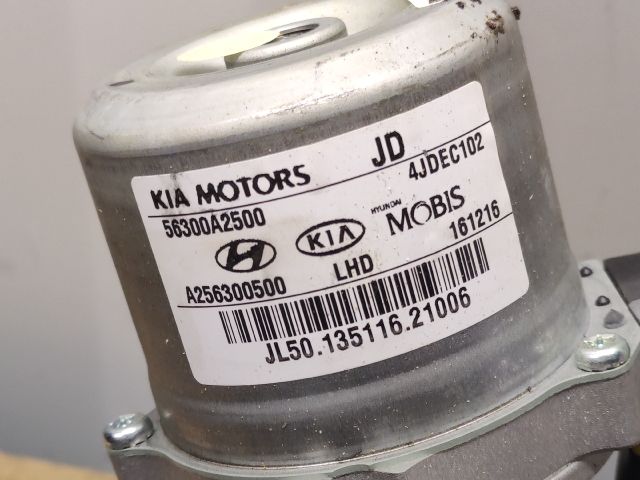 KIA MOTORS JD
56300A2500 4JDEC102
KIA HYUNDAI MOBIS
A256300500 LHD 161216
JL50.135116.21006